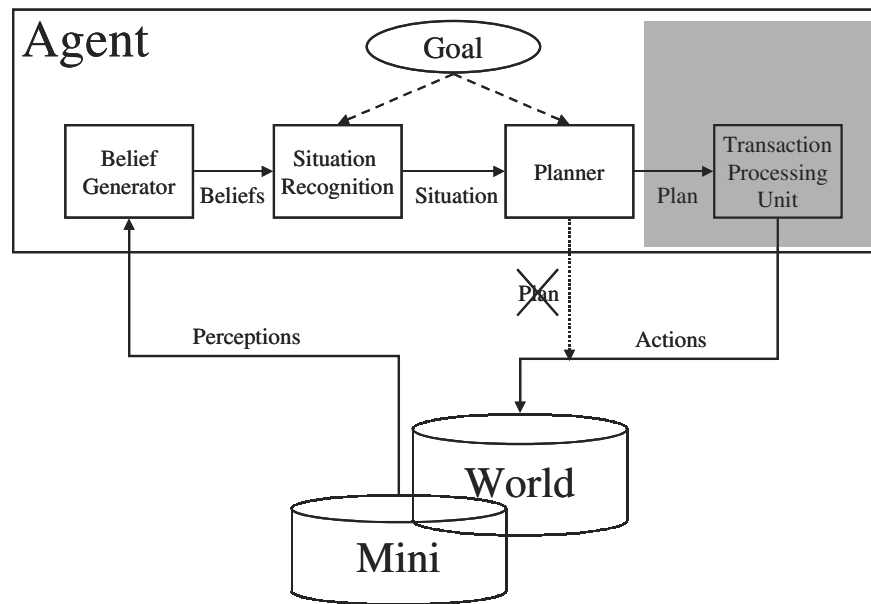 Agent
Goal
Belief
Generator
Beliefs
Situation
Recognition
Situation
Planner
Plan
Transaction
Processing
Unit
Plan
Perceptions
Actions
World
Mini